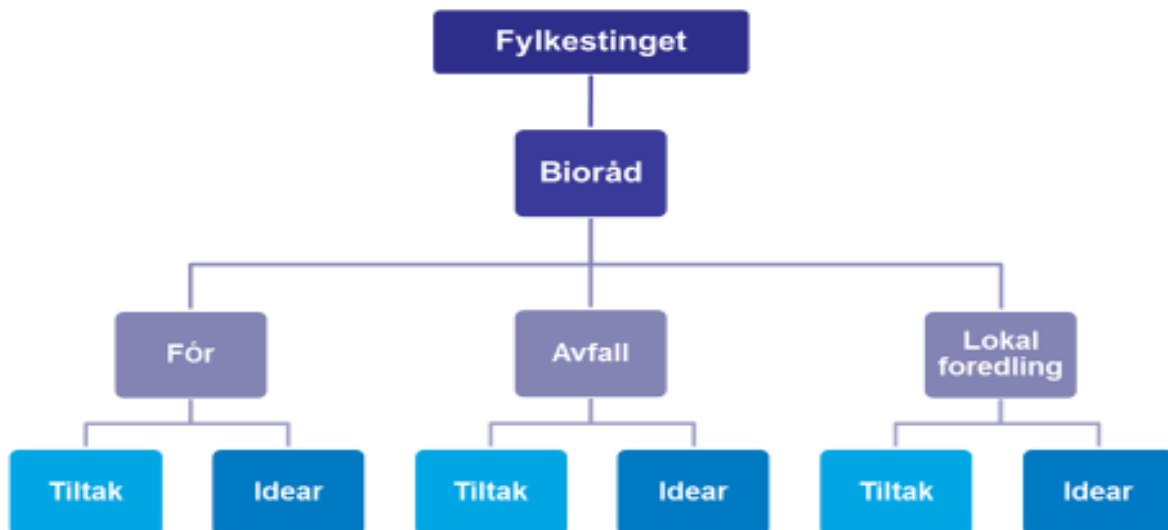 Fylkestinget
Bioråd
Fór
Avfall
Lokal
foredling
Tiltak
Idear
Tiltak
Idear
Tiltak
Idear